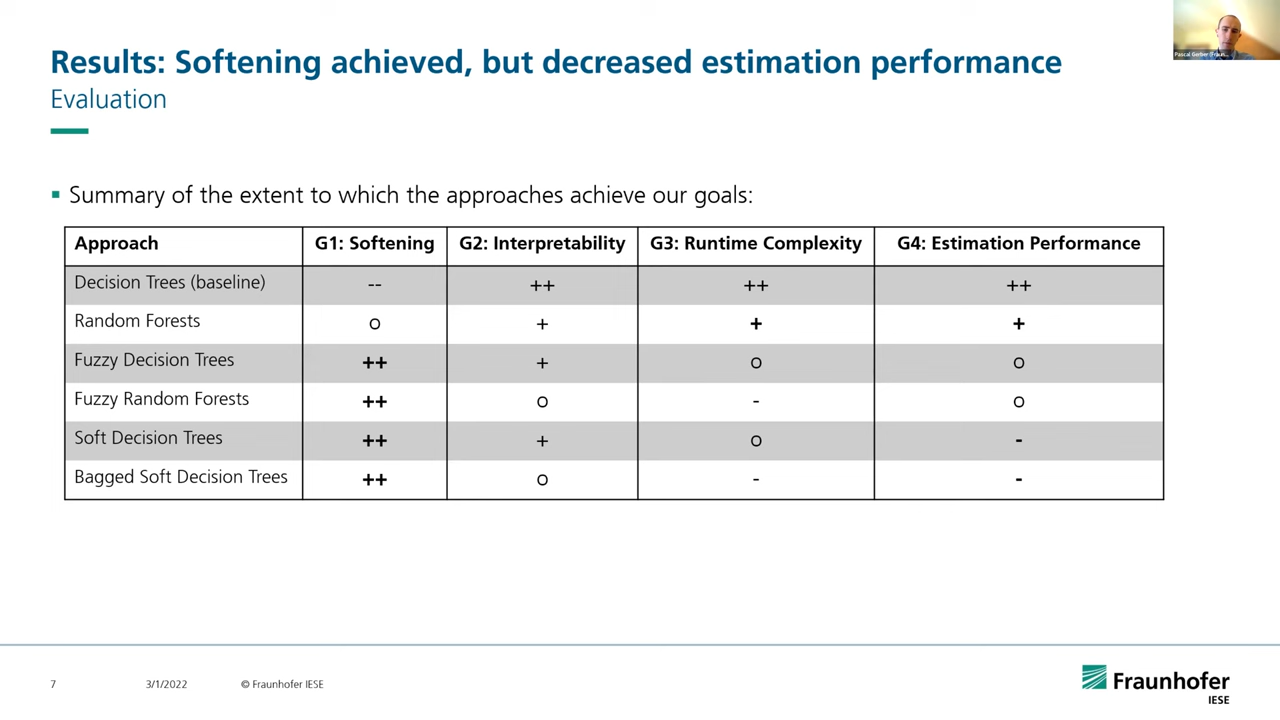 Results: Softening achieved, but decreased estimation performance
Evaluation
Summary of the extent to which the approaches achieve our goals:
Approach G1: Softening G2: Interpretability G3: Runtime Complexity G4: Estimation Performance
Decision Trees (baseline) -- ++ ++ ++
Random Forests o + + +
Fuzzy Decision Trees ++ + o o
Fuzzy Random Forests ++ o - o
Soft Decision Trees ++ + o -
Bagged Soft Decision Trees ++ o - -
7 3/1/2022 © Fraunhofer IESE
Fraunhofer
IESE
Pascal Gerber